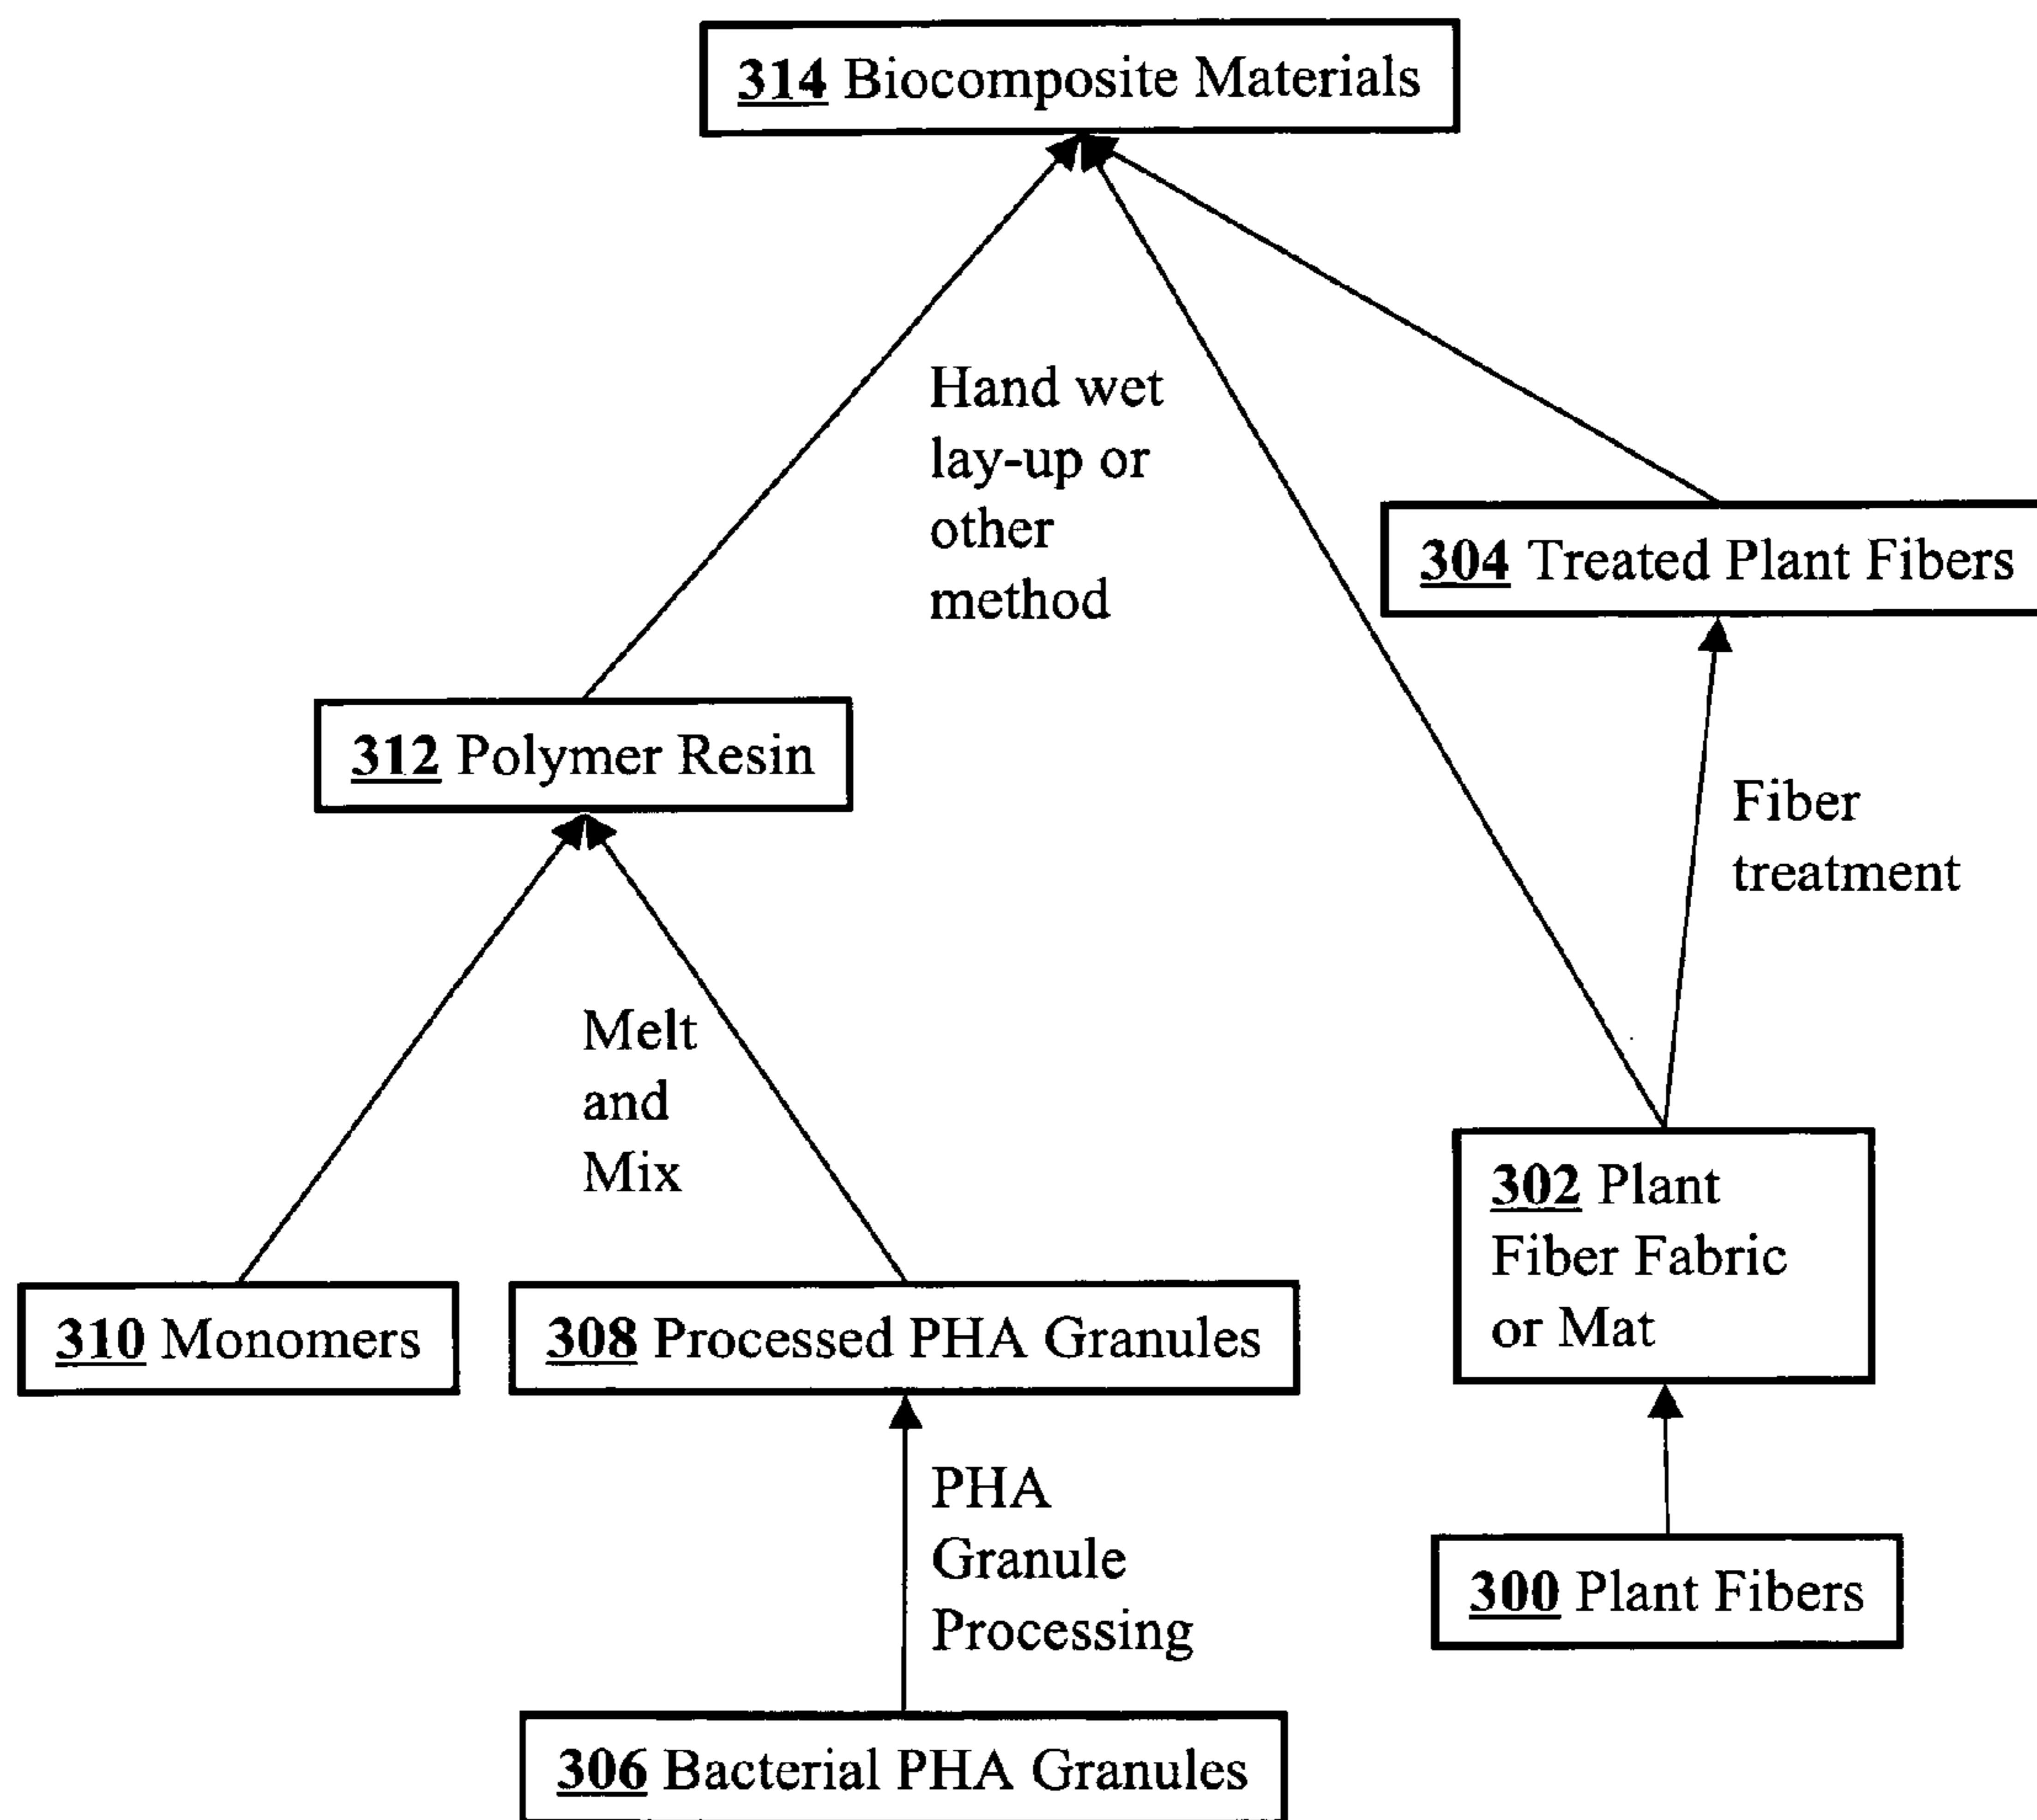 314 Biocomposite Materials
Hand wet
lay-up or
other
method
304 Treated Plant Fibers
312 Polymer Resin
Fiber
treatment
Melt
and
Mix
302 Plant
Fiber Fabric
or Mat
310 Monomers
308 Processed PHA Granules
PHA
Granule
Processing
300 Plant Fibers
306 Bacterial PHA Granules